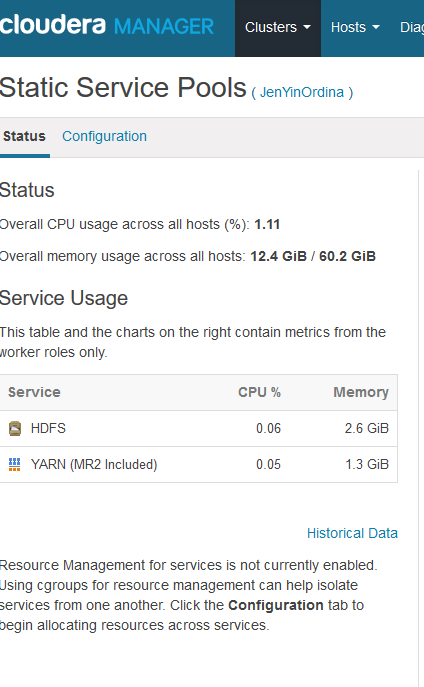 cloudera MANAGER Clusters Hosts Diag
Static Service Pools ( JenYinOrdina )
Status Configuration
Status
Overall CPU usage across all hosts (%): 1.11
Overall memory usage across all hosts: 12.4 GiB / 60.2 GiB
Service Usage
This table and the charts on the right contain metrics from the
worker roles only.
Service CPU % Memory
HDFS 0.06 2.6 GiB
YARN (MR2 Included) 0.05 1.3 GiB
Historical Data
Resource Management for services is not currently enabled.
Using cgroups for resource management can help isolate
services from one another. Click the Configuration tab to
begin allocating resources across services.